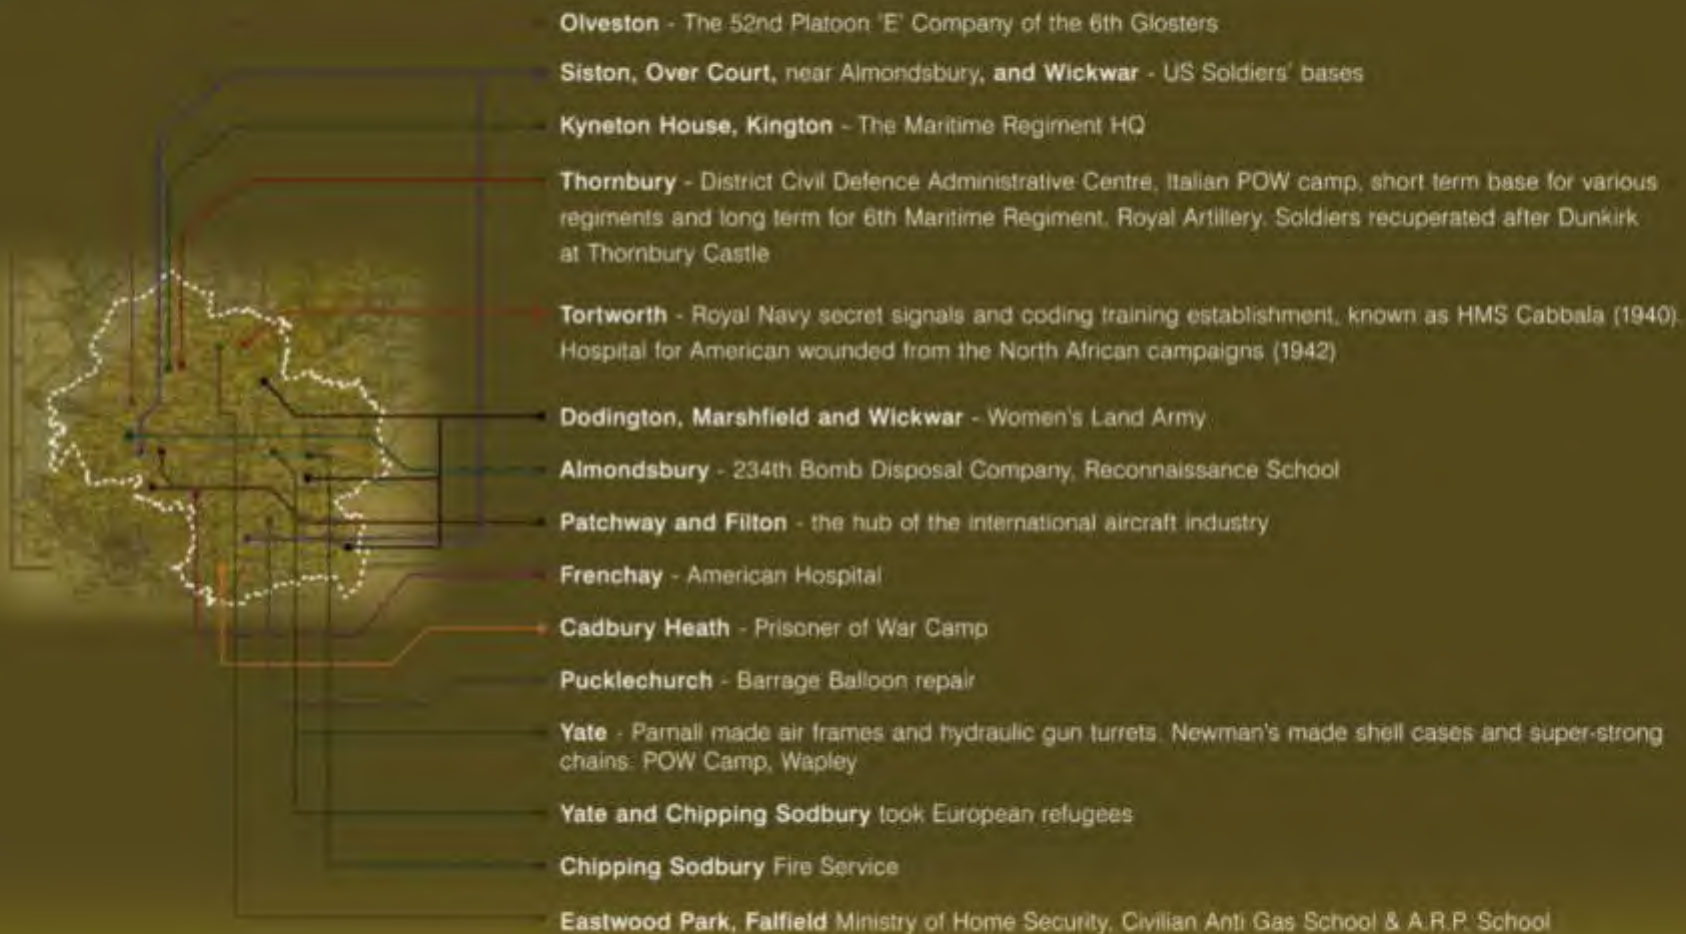 Olveston - The 52nd Platoon 'E' Company of the 6th Glosters
Siston, Over Court, near Almondsbury, and Wickwar - US Soldiers' bases
Kyneton House, Kington - The Maritime Regiment HQ
Thornbury - District Civil Defence Administrative Centre, Italian POW camp, short term base for various
regiments and long term for 6th Maritime Regiment, Royal Artillery. Soldiers recuperated after Dunkirk
at Thornbury Castle
Tortworth - Royal Navy secret signals and coding training establishment, known as HMS Cabbala (1940)
Hospital for American wounded from the North African campaigns (1942)
Dodington, Marshfield and Wickwar - Women's Land Army
Almondsbury - 234th Bomb Disposal Company, Reconnaissance School
Patchway and Filton - the hub of the international aircraft industry
Frenchay - American Hospital
Cadbury Heath - Prisoner of War Camp
Pucklechurch - Barrage Balloon repair
Yate - Parnall made air frames and hydraulic gun turrets. Newman's made shell cases and super-strong
chains. POW Camp, Wapley
Yate and Chipping Sodbury took European refugees
Chipping Sodbury Fire Service
Eastwood Park, Falfield Ministry of Home Security, Civilian Anti Gas School & A.R.P. School